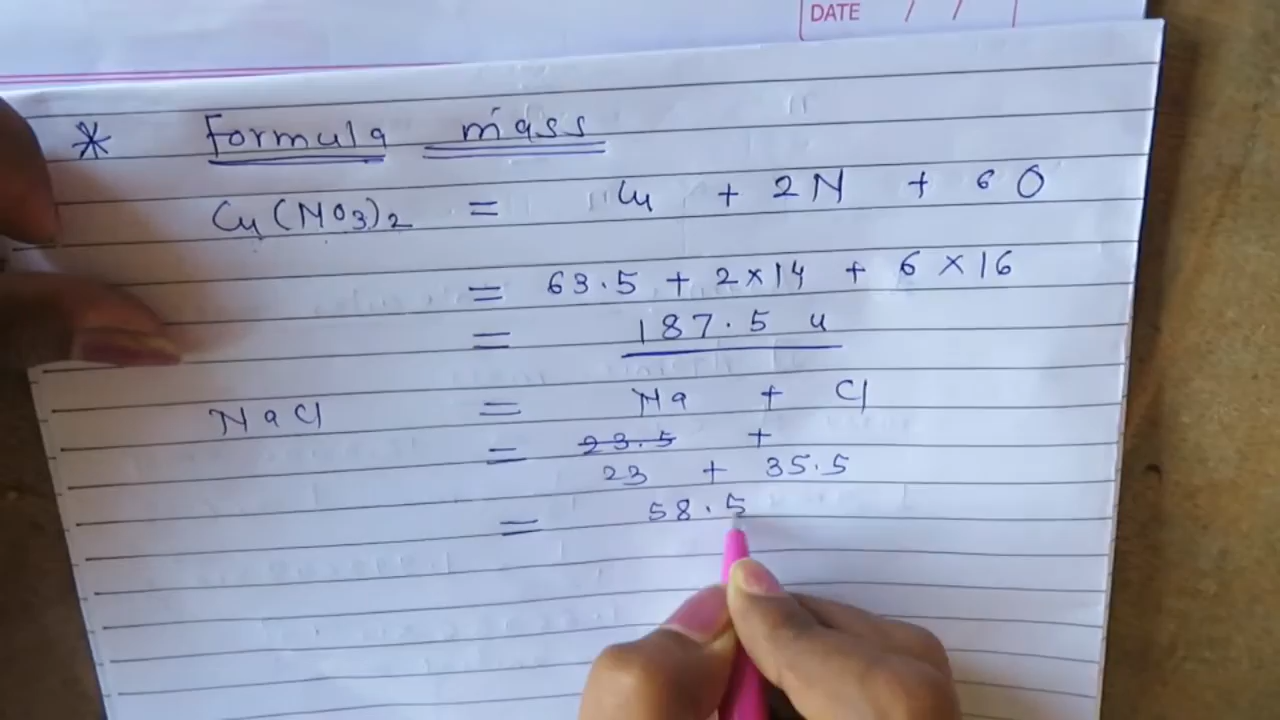 DATE / /
* Formula mass
Cu(NO3)2 = Cu + 2N + 6O
= 63.5 + 2×14 + 6×16
= 187.5 u
NaCl = Na + Cl
= 23.5 +
23 + 35.5
= 58.5